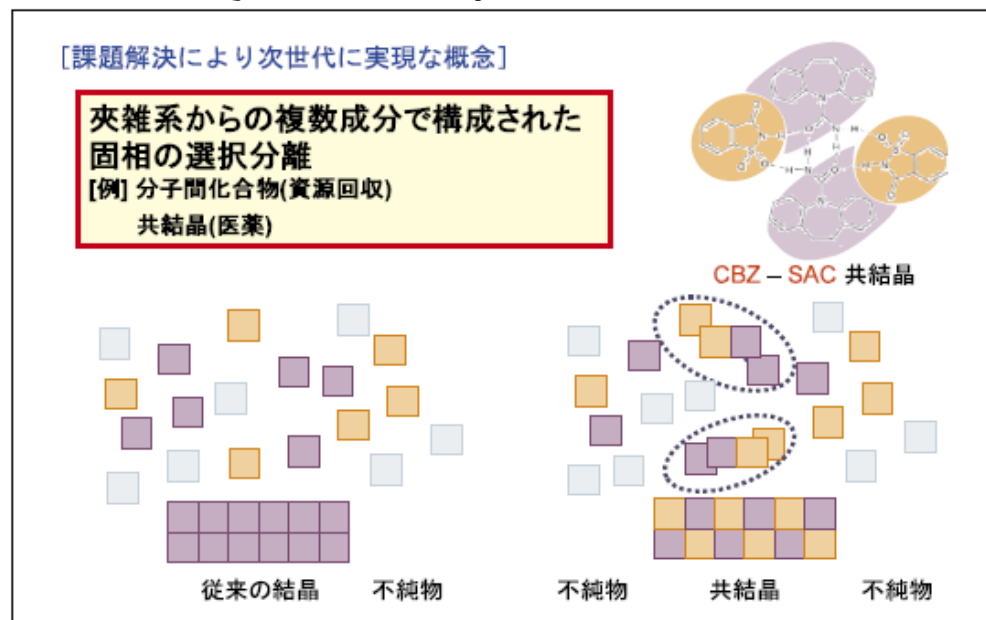 [課題解決により次世代に実現な概念]
夾雑系からの複数成分で構成された
固相の選択分離
[例] 分子間化合物(資源回収)
共結晶(医薬)
CBZ – SAC 共結晶
従来の結晶 不純物 不純物 共結晶 不純物